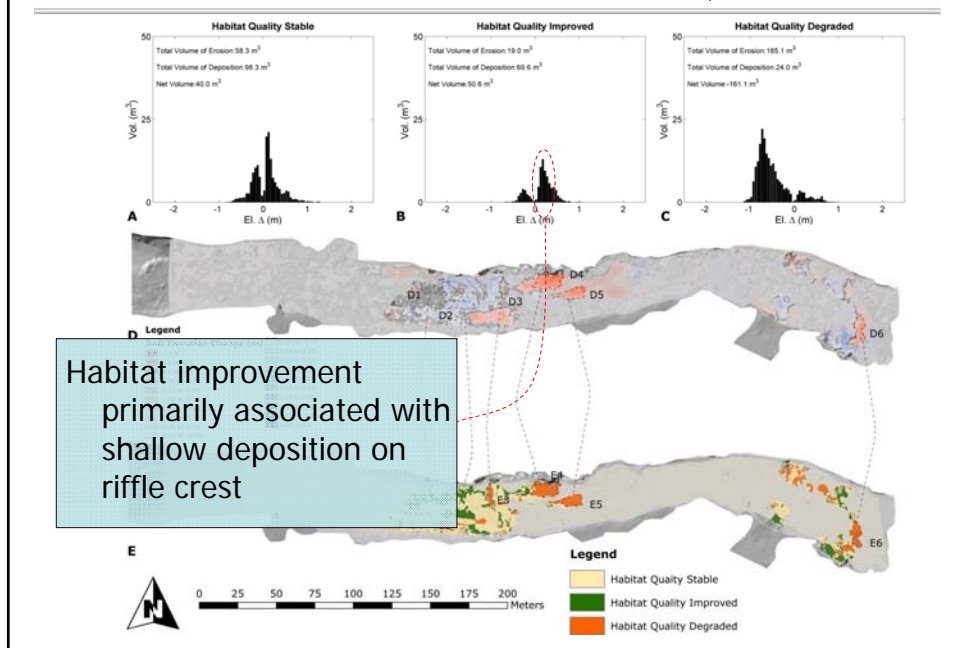 Habitat Quality Stable
50
Total Volume of Erosion:58.3 m³
Total Volume of Deposition:98.3 m³
Net Volume:40.0 m³
Vol. (m³)
25
0
-2 -1 0 1 2
A
El. Δ (m)
Habitat Quality Improved
50
Total Volume of Erosion:19.0 m³
Total Volume of Deposition:69.6 m³
Net Volume:50.6 m³
Vol. (m³)
25
0
-2 -1 0 1 2
B
El. Δ (m)
Habitat Quality Degraded
50
Total Volume of Erosion:185.1 m³
Total Volume of Deposition:24.0 m³
Net Volume:-161.1 m³
Vol. (m³)
25
0
-2 -1 0 1 2
C
El. Δ (m)
D4
D1
D3
D5
D2
D6
D
Legend
Habitat improvement
primarily associated with
shallow deposition on
riffle crest
E4
E5
E6
E
Legend
Habitat Quaity Stable
Habitat Quality Improved
Habitat Quality Degraded
N
0 25 50 75 100 125 150 175 200
Meters